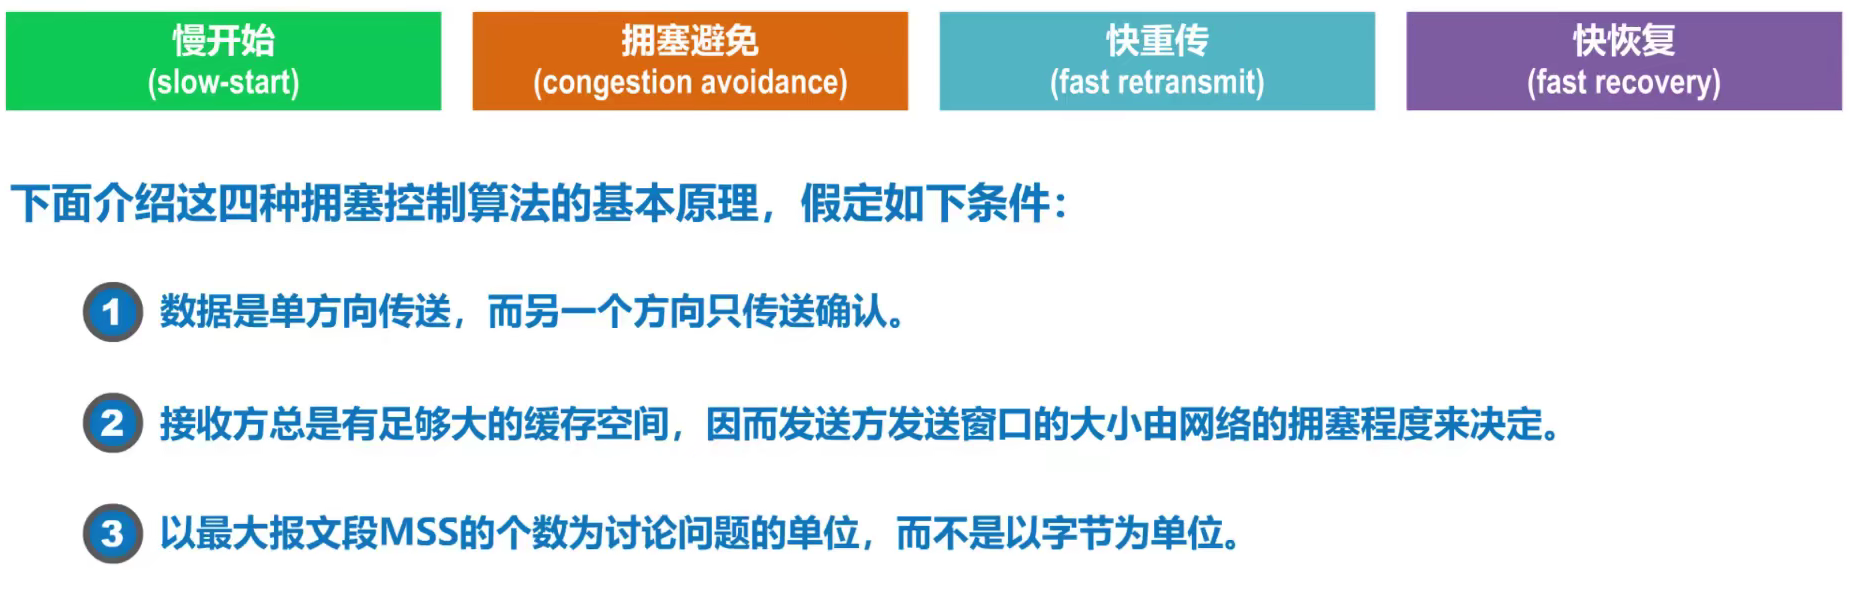 慢开始
(slow-start)
拥塞避免
(congestion avoidance)
快重传
(fast retransmit)
快恢复
(fast recovery)
下面介绍这四种拥塞控制算法的基本原理，假定如下条件：
1 数据是单方向传送，而另一个方向只传送确认。
2 接收方总是有足够大的缓存空间，因而发送方发送窗口的大小由网络的拥塞程度来决定。
3 以最大报文段MSS的个数为讨论问题的单位，而不是以字节为单位。